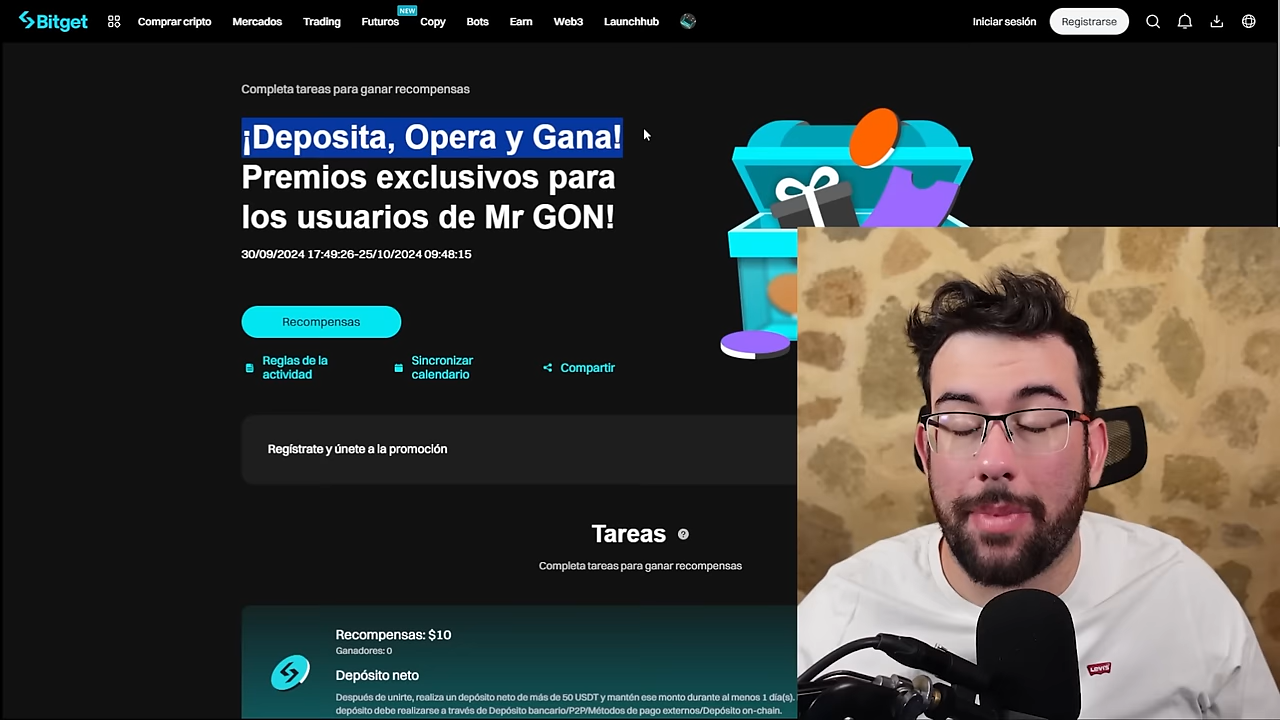 Bitget
Comprar cripto
Mercados
Trading
Futuros
NEW
Copy
Bots
Earn
Web3
Launchhub
Iniciar sesión
Registrarse
Completa tareas para ganar recompensas
¡Deposita, Opera y Gana!
Premios exclusivos para
los usuarios de Mr GON!
30/09/2024 17:49:26-25/10/2024 09:48:15
Recompensas
Reglas de la
actividad
Sincronizar
calendario
Compartir
Regístrate y únete a la promoción
Tareas
Completa tareas para ganar recompensas
Recompensas: $10
Ganadores: 0
Depósito neto
Después de unirte, realiza un depósito neto de más de 50 USDT y mantén ese monto durante al menos 1 día(s).
depósito debe realizarse a través de Depósito bancario/P2P/Métodos de pago externos/Depósito on-chain.
Levi's